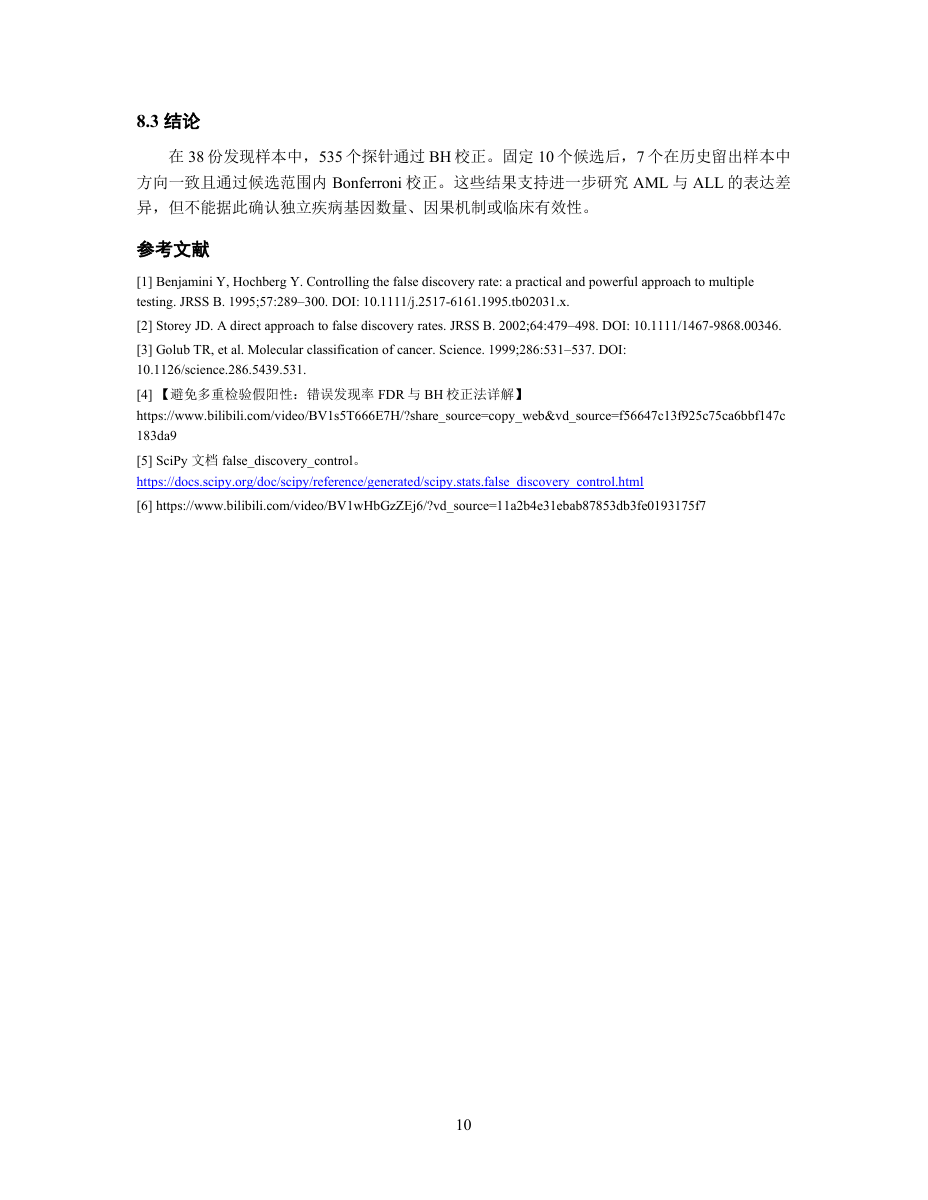 8.3 结论
在 38 份发现样本中，535 个探针通过 BH 校正。固定 10 个候选后，7 个在历史留出样本中
方向一致且通过候选范围内 Bonferroni 校正。这些结果支持进一步研究 AML 与 ALL 的表达差
异，但不能据此确认独立疾病基因数量、因果机制或临床有效性。
参考文献
[1] Benjamini Y, Hochberg Y. Controlling the false discovery rate: a practical and powerful approach to multiple
testing. JRSS B. 1995;57:289–300. DOI: 10.1111/j.2517-6161.1995.tb02031.x.
[2] Storey JD. A direct approach to false discovery rates. JRSS B. 2002;64:479–498. DOI: 10.1111/1467-9868.00346.
[3] Golub TR, et al. Molecular classification of cancer. Science. 1999;286:531–537. DOI:
10.1126/science.286.5439.531.
[4] 【避免多重检验假阳性：错误发现率 FDR 与 BH 校正法详解】
https://www.bilibili.com/video/BV1s5T666E7H/?share_source=copy_web&vd_source=f56647c13f925c75ca6bbf147c
183da9
[5] SciPy 文档 false_discovery_control。
https://docs.scipy.org/doc/scipy/reference/generated/scipy.stats.false_discovery_control.html
[6] https://www.bilibili.com/video/BV1wHbGzZEj6/?vd_source=11a2b4e31ebab87853db3fe0193175f7
10